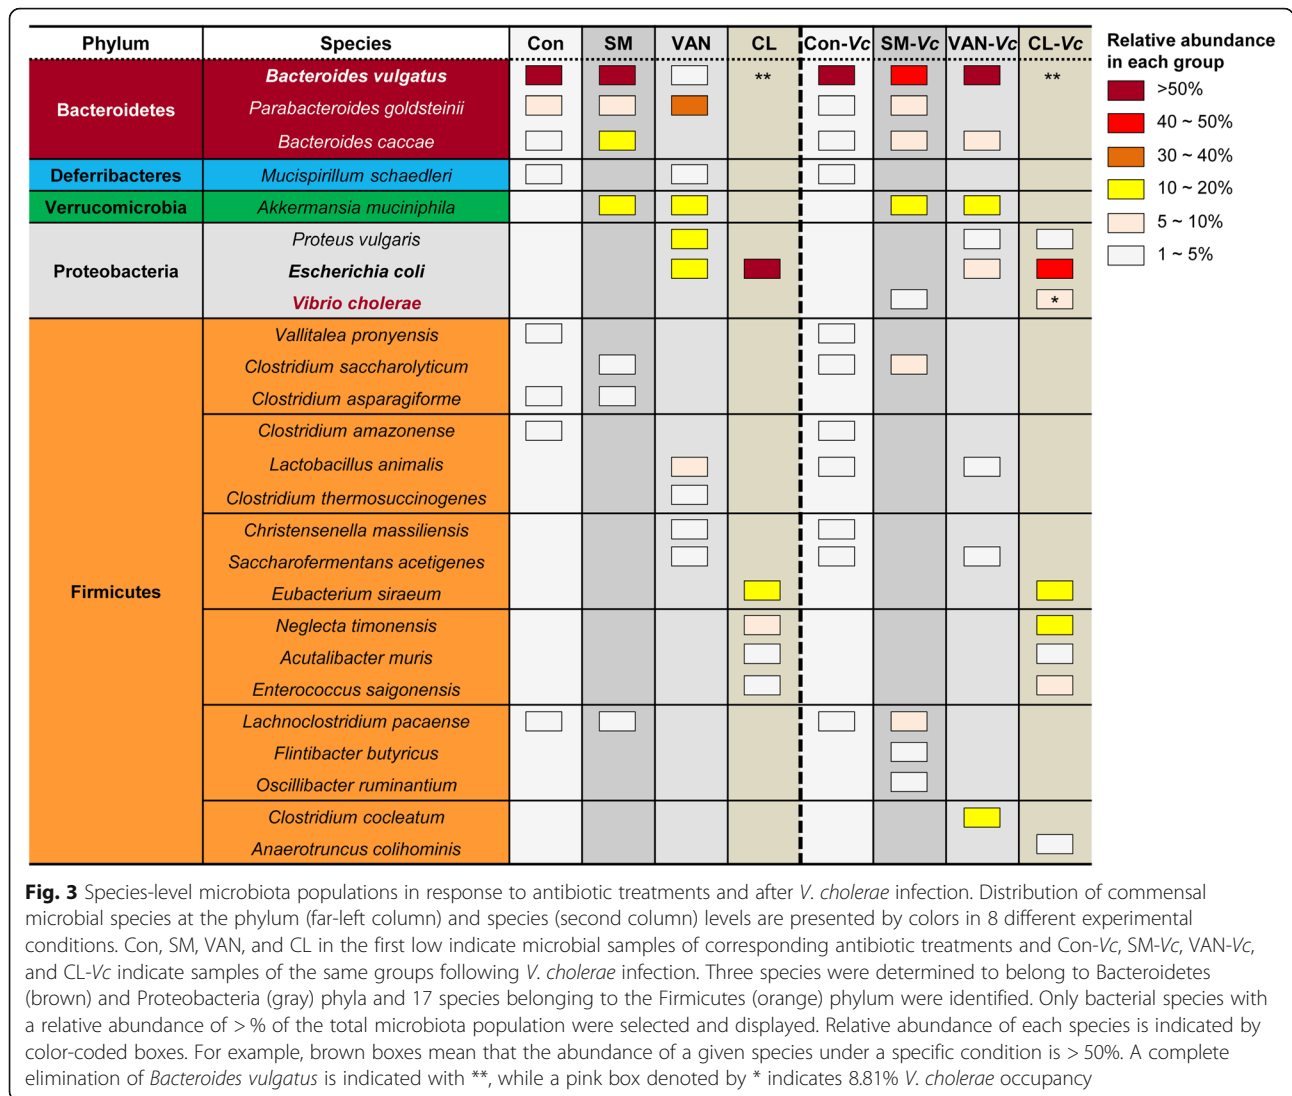 Phylum Species Con SM VAN CL Con-Vc SM-Vc VAN-Vc CL-Vc
Relative abundance
in each group
>50%
40 ~ 50%
30 ~ 40%
10 ~ 20%
5 ~ 10%
1 ~ 5%
Bacteroidetes
Bacteroides vulgatus ** **
Parabacteroides goldsteinii
Bacteroides caccae
Deferribacteres Mucispirillum schaedleri
Verrucomicrobia Akkermansia muciniphila
Proteobacteria
Proteus vulgaris
Escherichia coli
Vibrio cholerae *
Firmicutes
Vallitalea pronyensis
Clostridium saccharolyticum
Clostridium asparagiforme
Clostridium amazonense
Lactobacillus animalis
Clostridium thermosuccinogenes
Christensenella massiliensis
Saccharofermentans acetigenes
Eubacterium siraeum
Neglecta timonensis
Acutalibacter muris
Enterococcus saigonensis
Lachnoclostridium pacaense
Flintibacter butyricus
Oscillibacter ruminantium
Clostridium cocleatum
Anaerotruncus colihominis
Fig. 3 Species-level microbiota populations in response to antibiotic treatments and after V. cholerae infection. Distribution of commensal
microbial species at the phylum (far-left column) and species (second column) levels are presented by colors in 8 different experimental
conditions. Con, SM, VAN, and CL in the first low indicate microbial samples of corresponding antibiotic treatments and Con-Vc, SM-Vc, VAN-Vc,
and CL-Vc indicate samples of the same groups following V. cholerae infection. Three species were determined to belong to Bacteroidetes
(brown) and Proteobacteria (gray) phyla and 17 species belonging to the Firmicutes (orange) phylum were identified. Only bacterial species with
a relative abundance of > % of the total microbiota population were selected and displayed. Relative abundance of each species is indicated by
color-coded boxes. For example, brown boxes mean that the abundance of a given species under a specific condition is > 50%. A complete
elimination of Bacteroides vulgatus is indicated with **, while a pink box denoted by * indicates 8.81% V. cholerae occupancy